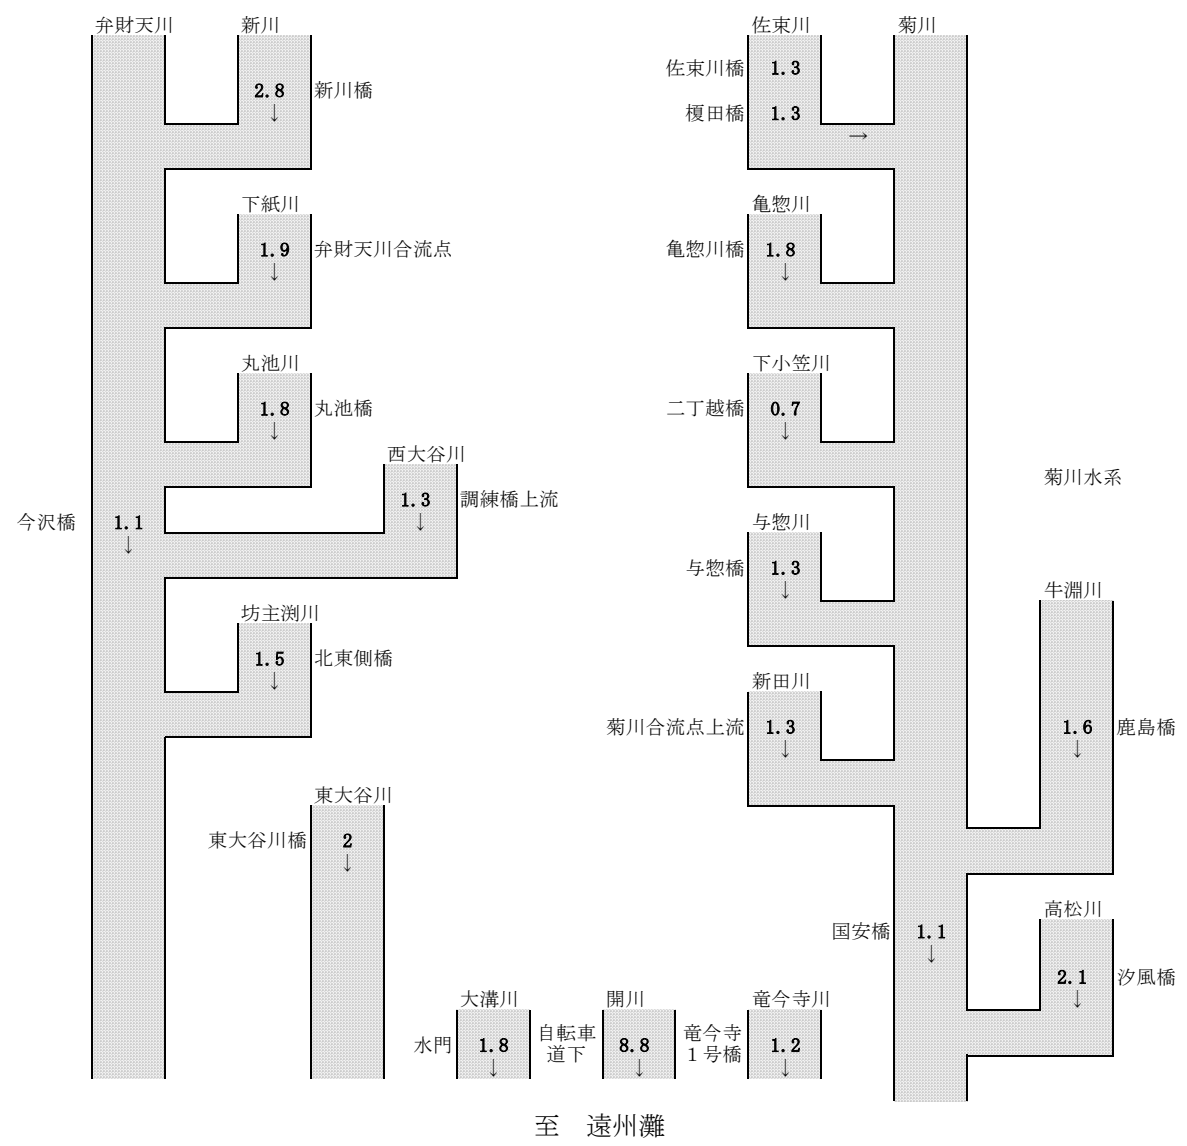 弁財天川
新川
佐束川
菊川
佐束川橋
1.3
2.8
新川橋
榎田橋
1.3
↓
→
下紙川
亀惣川
1.9
弁財天川合流点
亀惣川橋
1.8
↓
↓
丸池川
下小笠川
1.8
丸池橋
二丁越橋
0.7
↓
↓
西大谷川
菊川水系
1.3
調練橋上流
今沢橋
1.1
↓
↓
与惣川
与惣橋
1.3
↓
牛淵川
坊主渕川
1.5
北東側橋
↓
新田川
菊川合流点上流
1.3
↓
1.6
鹿島橋
↓
東大谷川
東大谷川橋
2
↓
高松川
国安橋
1.1
↓
2.1
汐風橋
↓
大溝川
開川
竜今寺川
水門
1.8
↓
自転車
道下
8.8
↓
竜今寺
１号橋
1.2
↓
至　遠州灘